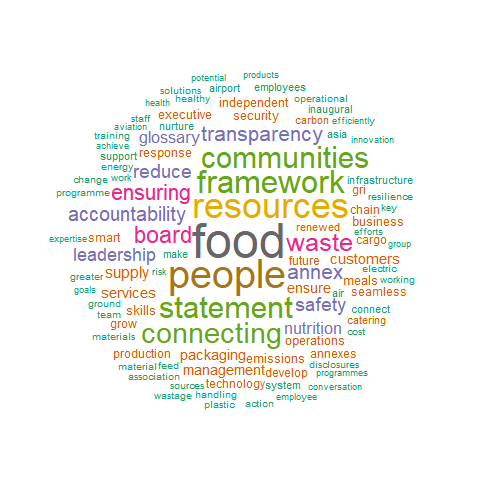 potential
products
solutions airport employees
health healthy independent operational
inaugural
staff executive security carbon efficiently
aviation nurture
training glossary transparency asia innovation
achieve
support response communities
energy
change work reduce framework infrastructure
programme ensuring gri resilience
accountability resources chain key
business
renewed efforts
expertise smart board food waste cargo group
leadership make
risk people future customers
greater supply annex electric
goals services ensure air meals working
seamless
ground skills statement safety connect
team catering
grow connecting nutrition cost
materials operations
production packaging emissions annexes
material feed management develop disclosures
programmes
association sources technology system conversation
wastage handling employee
plastic action